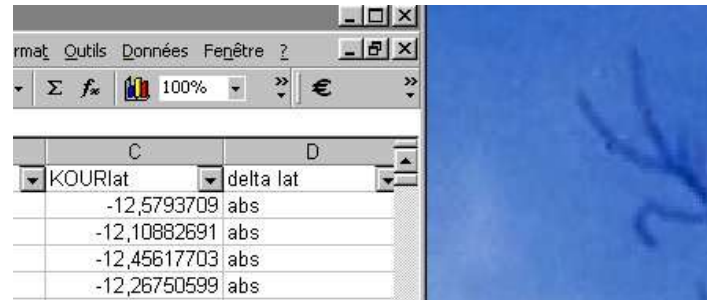 rmat Outils Données Fenêtre ?
Σ fx 100% » € »
C D
KOURlat delta lat
-12,5793709 abs
-12,10882691 abs
-12,45617703 abs
-12,26750599 abs